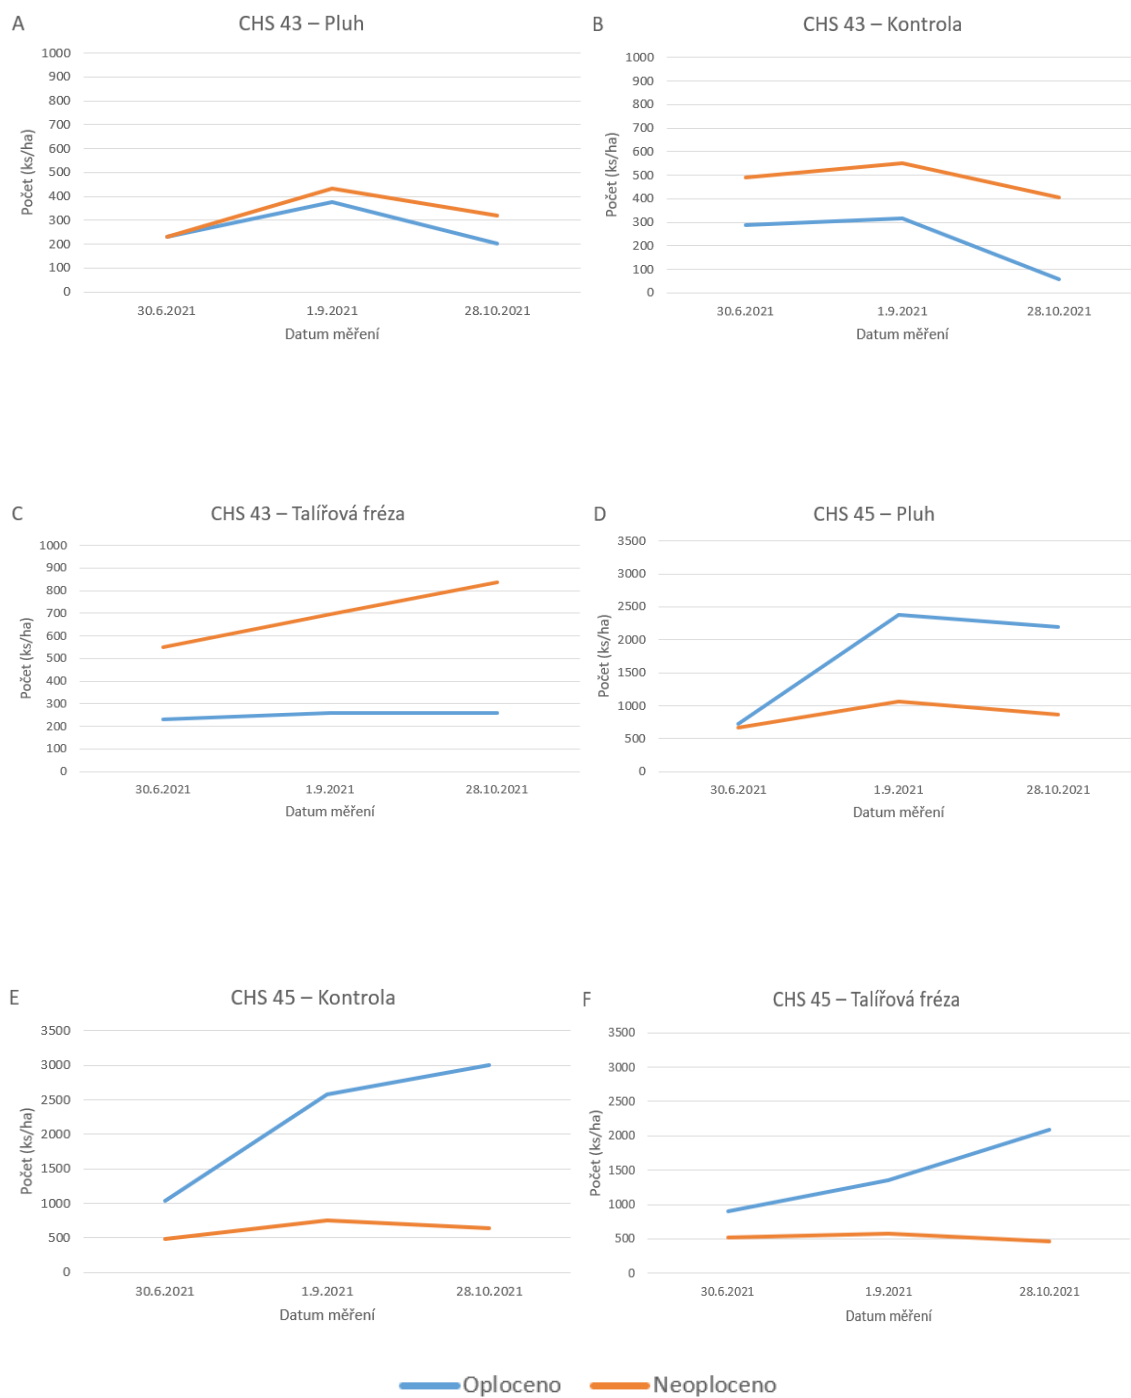 A
CHS 43 – Pluh
1000
900
800
700
600
500
400
300
200
100
0
Počet (ks/ha)
30.6.2021 1.9.2021 28.10.2021
Datum měření
B
CHS 43 – Kontrola
1000
900
800
700
600
500
400
300
200
100
0
Počet (ks/ha)
30.6.2021 1.9.2021 28.10.2021
Datum měření
C
CHS 43 – Talířová fréza
1000
900
800
700
600
500
400
300
200
100
0
Počet (ks/ha)
30.6.2021 1.9.2021 28.10.2021
Datum měření
D
CHS 45 – Pluh
3500
3000
2500
2000
1500
1000
500
0
Počet (ks/ha)
30.6.2021 1.9.2021 28.10.2021
Datum měření
E
CHS 45 – Kontrola
3500
3000
2500
2000
1500
1000
500
0
Počet (ks/ha)
30.6.2021 1.9.2021 28.10.2021
Datum měření
F
CHS 45 – Talířová fréza
3500
3000
2500
2000
1500
1000
500
0
Počet (ks/ha)
30.6.2021 1.9.2021 28.10.2021
Datum měření
Oploceno Neoploceno